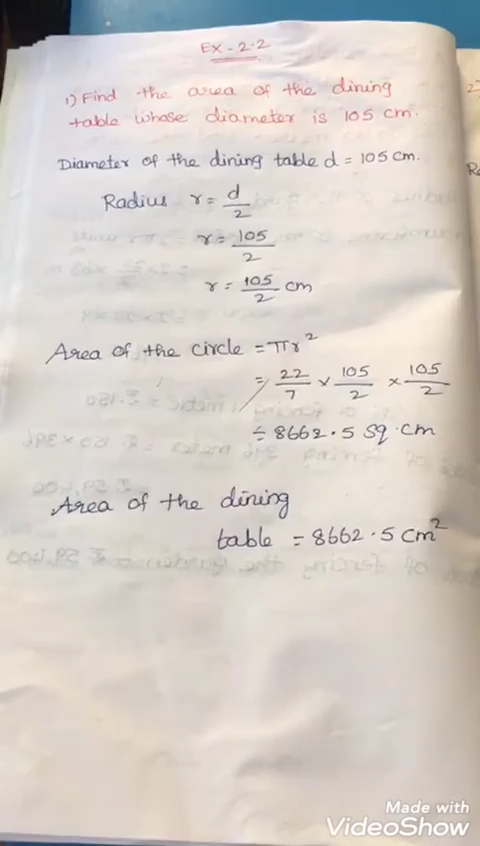 EX - 2.2
1) Find the area of the dining
table whose diameter is 105 cm.
Diameter of the dining table d = 105 cm.
Radius r = d/2
r = 105/2
r = 105/2 cm
Area of the circle = πr²
= 22/7 × 105/2 × 105/2
= 8662.5 sq.cm
Area of the dining
table = 8662.5 cm²
Made with
VideoShow